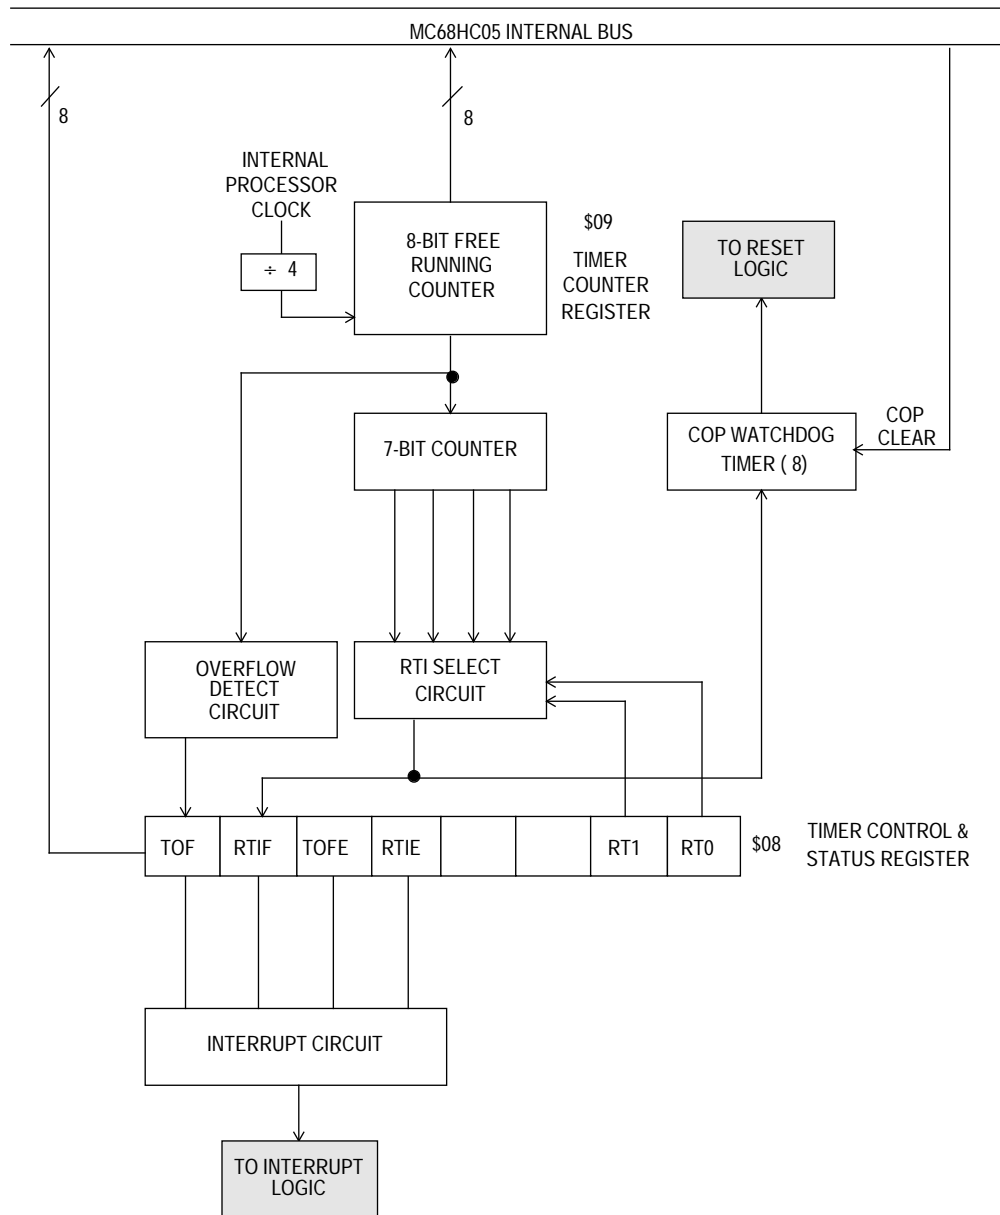 MC68HC05 INTERNAL BUS
8
8
INTERNAL
PROCESSOR
CLOCK
÷ 4
8-BIT FREE
RUNNING
COUNTER
$09
TIMER
COUNTER
REGISTER
TO RESET
LOGIC
7-BIT COUNTER
COP WATCHDOG
TIMER ( 8)
COP
CLEAR
OVERFLOW
DETECT
CIRCUIT
RTI SELECT
CIRCUIT
TOF
RTIF
TOFE
RTIE
RT1
RT0
$08
TIMER CONTROL &
STATUS REGISTER
INTERRUPT CIRCUIT
TO INTERRUPT
LOGIC